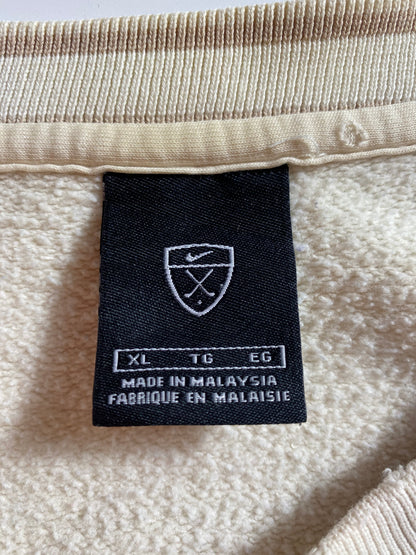 XL TG EG
MADE IN MALAYSIA
FABRIQUE EN MALAISIE